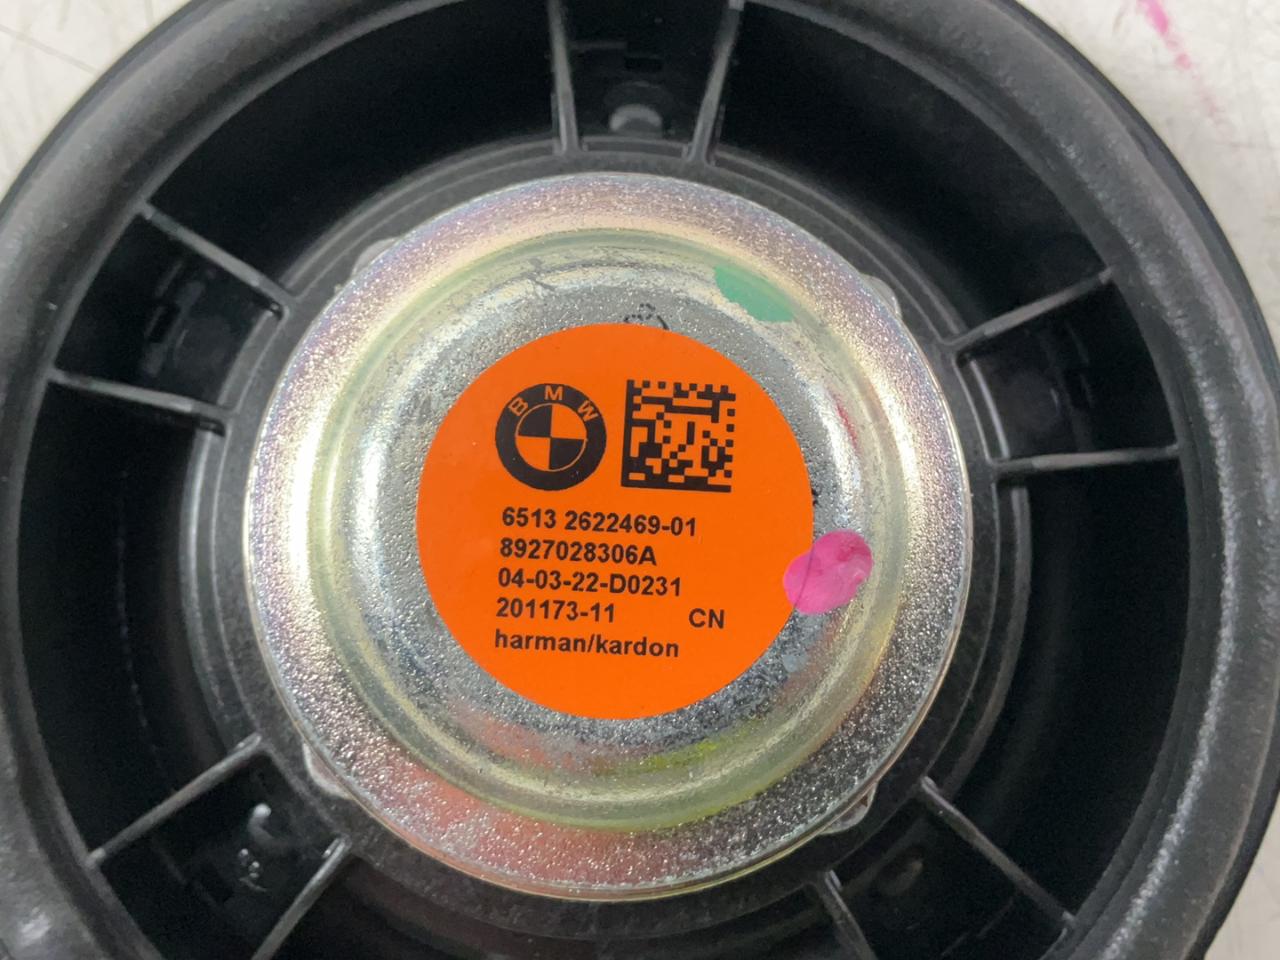 BMW
6513 2622469-01
8927028306A
04-03-22-D0231
201173-11 CN
harman/kardon